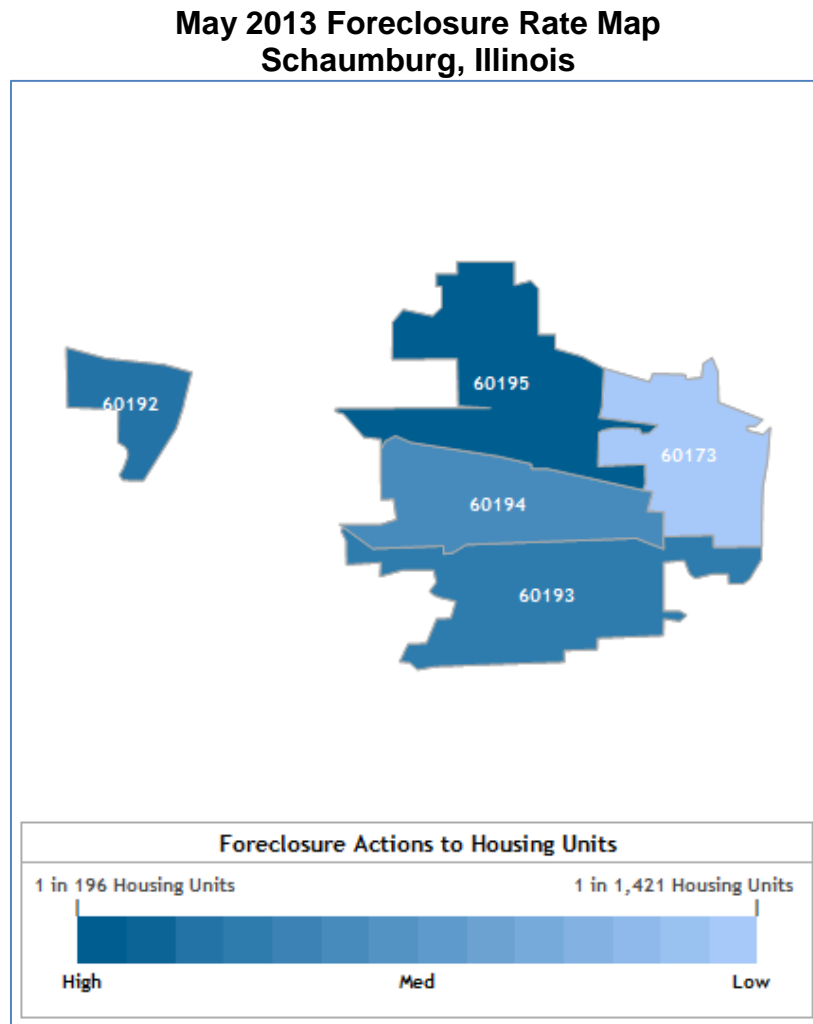 May 2013 Foreclosure Rate Map
Schaumburg, Illinois
60195
60192
60173
60194
60193
Foreclosure Actions to Housing Units
1 in 196 Housing Units
1 in 1,421 Housing Units
High
Med
Low